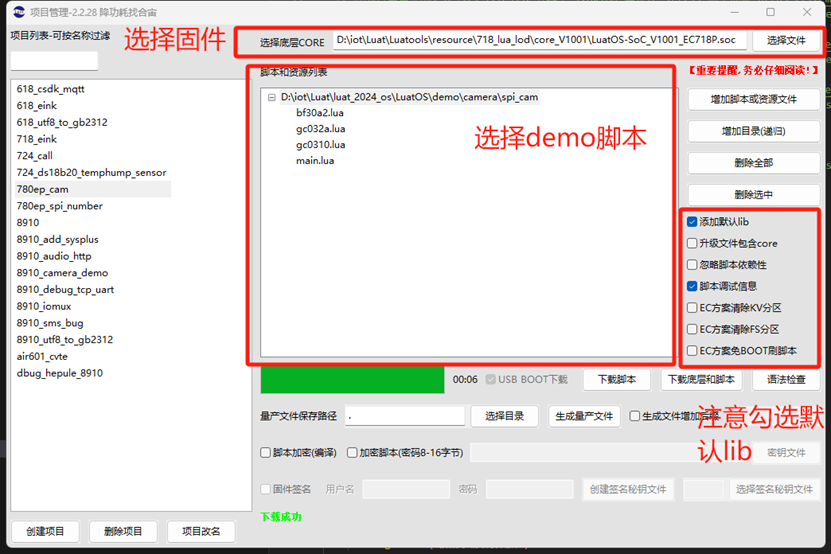 项目管理-2.2.28 降功耗找合宙
项目列表-可按名称过滤
选择固件
选择底层CORE
D:\iot\Luat\Luatools\resource\718_lua_lod\core_V1001\LuatOS-SoC_V1001_EC718P.soc
选择文件
脚本和资源列表
【重要提醒,务必仔细阅读!】
618_csdk_mqtt
618_eink
618_utf8_to_gb2312
718_eink
724_call
724_ds18b20_temphump_sensor
780ep_cam
780ep_spi_number
8910
8910_add_sysplus
8910_audio_http
8910_camera_demo
8910_debug_tcp_uart
8910_iomux
8910_sms_bug
8910_utf8_to_gb2312
air601_cvte
dbug_hepule_8910
D:\iot\Luat\luat_2024_os\LuatOS\demo\camera\spi_cam
bf30a2.lua
gc032a.lua
gc0310.lua
main.lua
选择demo脚本
增加脚本或资源文件
增加目录(递归)
删除全部
删除选中
添加默认lib
升级文件包含core
忽略脚本依赖性
脚本调试信息
EC方案清除KV分区
EC方案清除FS分区
EC方案免BOOT刷脚本
00:06
USB BOOT下载
下载脚本
下载底层和脚本
语法检查
量产文件保存路径
.
选择目录
生成量产文件
生成文件增加后缀
注意勾选默
认lib
脚本加密(编译)
加密脚本(密码8-16字节)
密钥文件
固件签名
用户名
密码
创建签名秘钥文件
选择签名秘钥文件
下载成功
创建项目
删除项目
项目改名